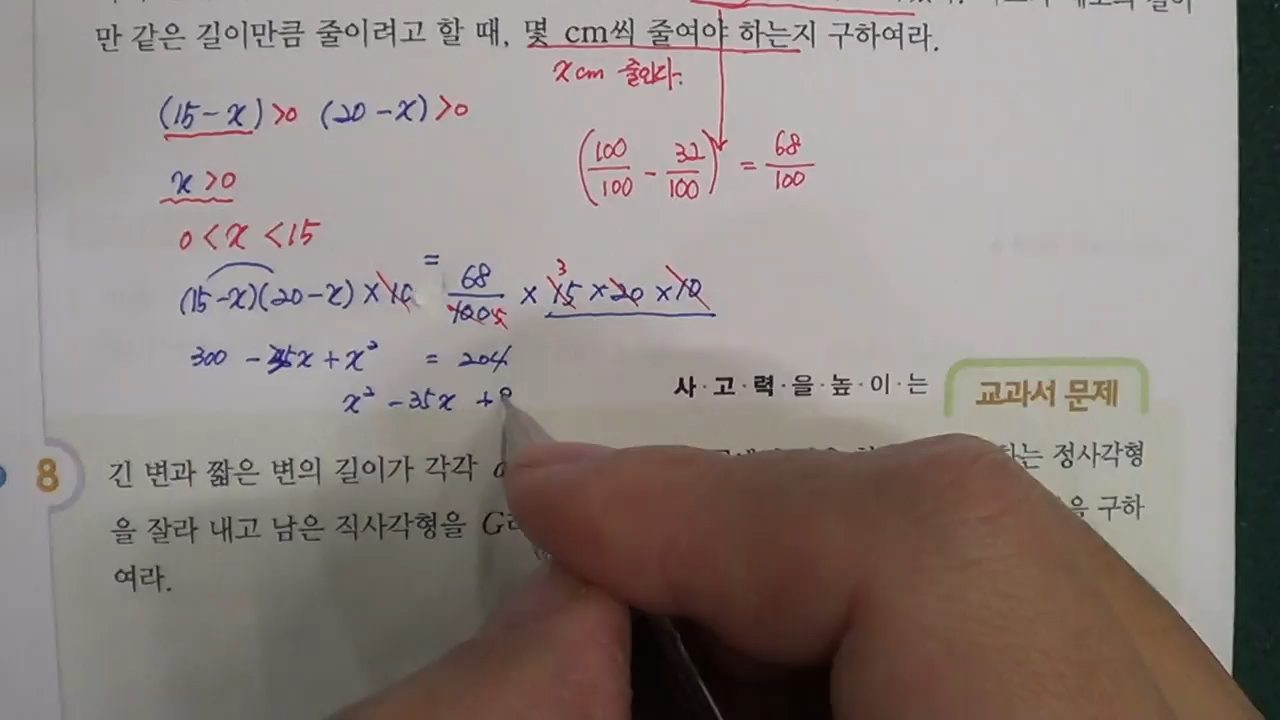 만 같은 길이만큼 줄이려고 할 때, 몇 cm씩 줄여야 하는지 구하여라.
x cm 줄인다.
(15-x)>0 (20-x)>0
(100/100 - 32/100) = 68/100
x>0
0<x<15
(15-x)(20-x)×10 = 68/100 5 × 15 3 ×20 ×10
300 -35x+x² = 204
x² -35x +
사·고·력·을·높·이·는 교과서 문제
8 긴 변과 짧은 변의 길이가 각각 하는 정사각형
을 잘라 내고 남은 직사각형을 구하
여라.